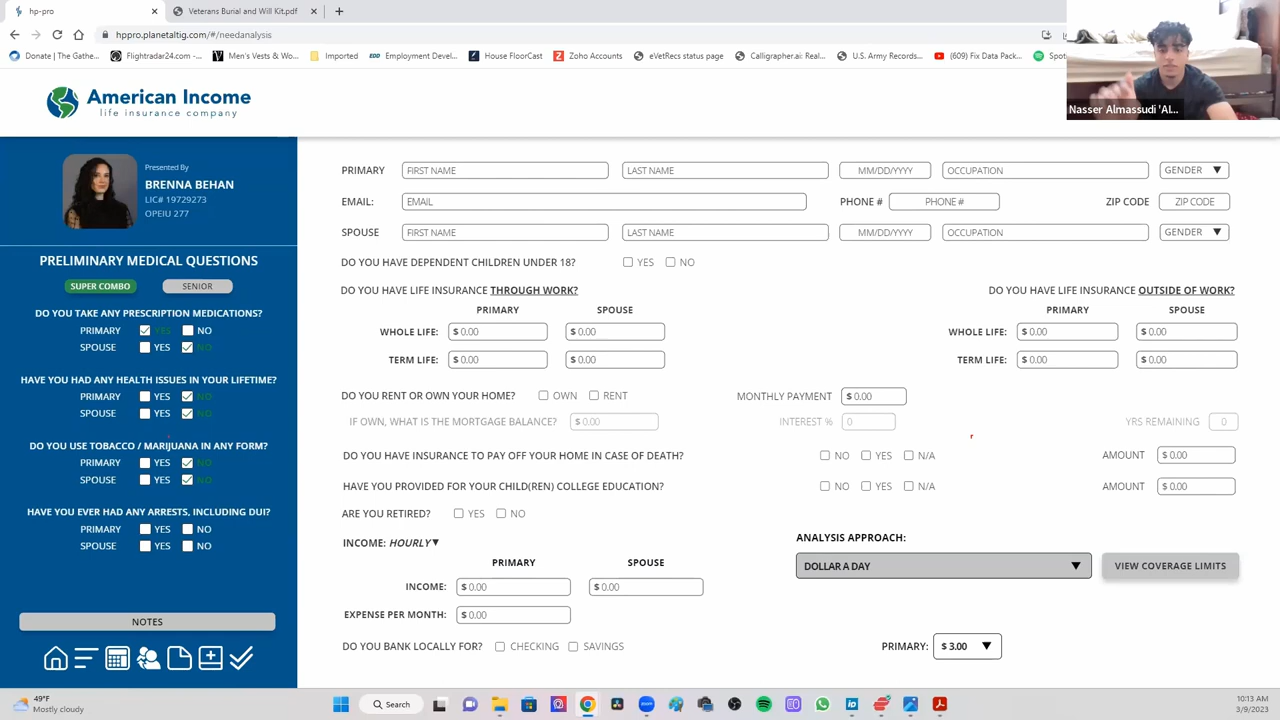 hp-pro
Veterans Burial and Will Kit.pdf
hppro.planetaltig.com/#/needanalysis
Donate | The Gathe...
Flightradar24.com -...
Men's Vests & Wo...
Imported
EDD Employment Devel...
House FloorCast
Zoho Accounts
eVetRecs status page
Calligrapher.ai: Real...
U.S. Army Records...
(609) Fix Data Pack...
Spoti
Nasser Almassudi 'Al...
American Income
life insurance company
Presented By
BRENNA BEHAN
LIC# 19729273
OPEIU 277
PRELIMINARY MEDICAL QUESTIONS
SUPER COMBO SENIOR
DO YOU TAKE ANY PRESCRIPTION MEDICATIONS?
PRIMARY YES NO
SPOUSE YES NO
HAVE YOU HAD ANY HEALTH ISSUES IN YOUR LIFETIME?
PRIMARY YES NO
SPOUSE YES NO
DO YOU USE TOBACCO / MARIJUANA IN ANY FORM?
PRIMARY YES NO
SPOUSE YES NO
HAVE YOU EVER HAD ANY ARRESTS, INCLUDING DUI?
PRIMARY YES NO
SPOUSE YES NO
NOTES
PRIMARY FIRST NAME LAST NAME MM/DD/YYYY OCCUPATION GENDER
EMAIL: EMAIL PHONE # PHONE # ZIP CODE ZIP CODE
SPOUSE FIRST NAME LAST NAME MM/DD/YYYY OCCUPATION GENDER
DO YOU HAVE DEPENDENT CHILDREN UNDER 18? YES NO
DO YOU HAVE LIFE INSURANCE THROUGH WORK? DO YOU HAVE LIFE INSURANCE OUTSIDE OF WORK?
PRIMARY SPOUSE PRIMARY SPOUSE
WHOLE LIFE: $ 0.00 $ 0.00 WHOLE LIFE: $ 0.00 $ 0.00
TERM LIFE: $ 0.00 $ 0.00 TERM LIFE: $ 0.00 $ 0.00
DO YOU RENT OR OWN YOUR HOME? OWN RENT MONTHLY PAYMENT $ 0.00
IF OWN, WHAT IS THE MORTGAGE BALANCE? $ 0.00 INTEREST % 0 YRS REMAINING 0
DO YOU HAVE INSURANCE TO PAY OFF YOUR HOME IN CASE OF DEATH? NO YES N/A AMOUNT $ 0.00
HAVE YOU PROVIDED FOR YOUR CHILD(REN) COLLEGE EDUCATION? NO YES N/A AMOUNT $ 0.00
ARE YOU RETIRED? YES NO
INCOME: HOURLY ANALYSIS APPROACH:
PRIMARY SPOUSE DOLLAR A DAY VIEW COVERAGE LIMITS
INCOME: $ 0.00 $ 0.00
EXPENSE PER MONTH: $ 0.00
DO YOU BANK LOCALLY FOR? CHECKING SAVINGS PRIMARY: $ 3.00
49°F
Mostly cloudy
Search
10:13 AM
3/9/2023